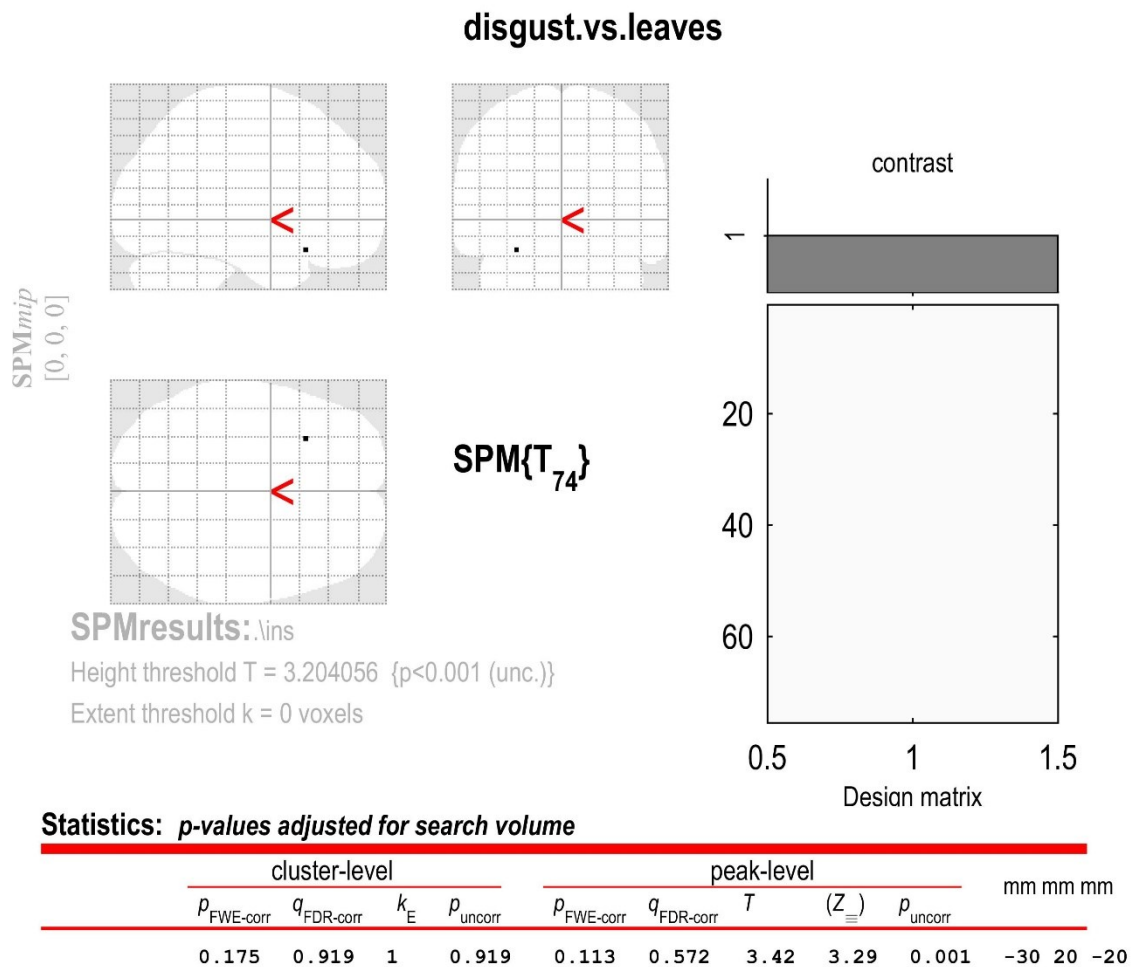 disgust.vs.leaves
SPMmip
[0, 0, 0]
<
<
<
SPM{T74}
contrast
1
20
40
60
0.5 1 1.5
Design matrix
SPMresults: .\ins
Height threshold T = 3.204056 {p<0.001 (unc.)}
Extent threshold k = 0 voxels
Statistics: p-values adjusted for search volume
cluster-level peak-level mm mm mm
pFWE-corr qFDR-corr kE puncorr pFWE-corr qFDR-corr T (Z≡) puncorr
0.175 0.919 1 0.919 0.113 0.572 3.42 3.29 0.001 -30 20 -20